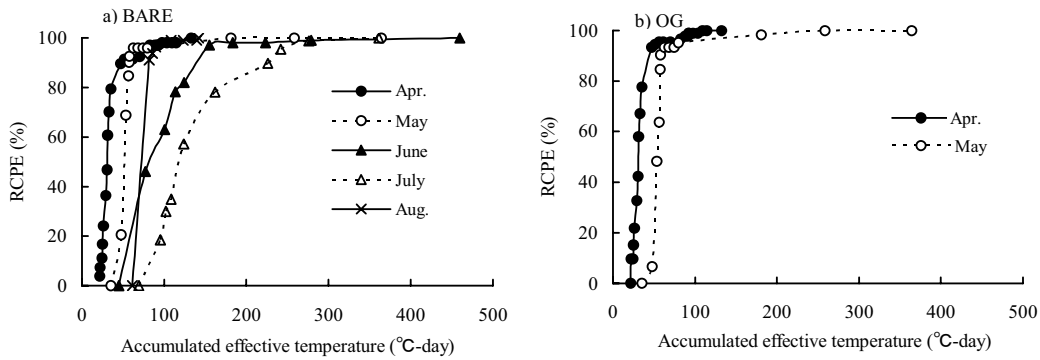 a) BARE
100
80
60
40
20
0
RCPE (%)
Apr.
May
June
July
Aug.
0 100 200 300 400 500
Accumulated effective temperature (℃-day)
b) OG
100
80
60
40
20
0
RCPE (%)
Apr.
May
0 100 200 300 400 500
Accumulated effective temperature (℃-day)